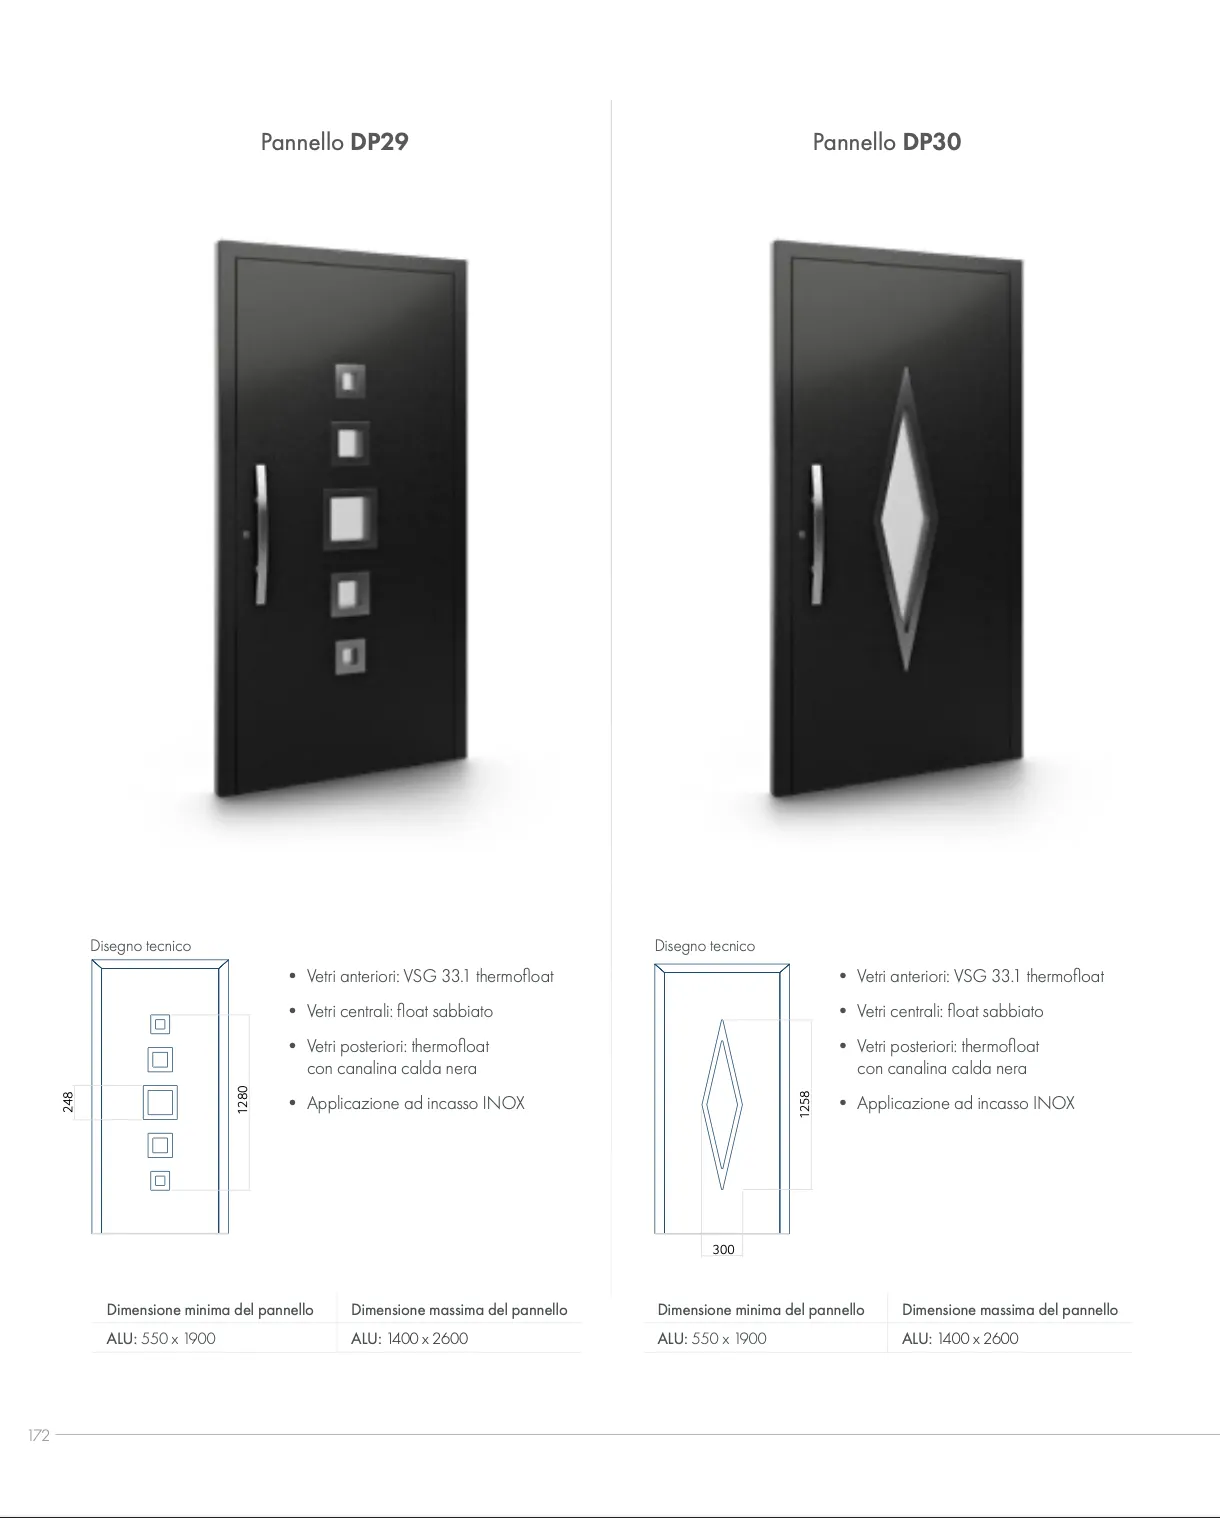 Pannello DP29
Disegno tecnico
248
1280
• Vetri anteriori: VSG 33.1 thermofloat
• Vetri centrali: float sabbiato
• Vetri posteriori: thermofloat
con canalina calda nera
• Applicazione ad incasso INOX
Dimensione minima del pannello
Dimensione massima del pannello
ALU: 550 x 1900
ALU: 1400 x 2600
Pannello DP30
Disegno tecnico
1258
300
• Vetri anteriori: VSG 33.1 thermofloat
• Vetri centrali: float sabbiato
• Vetri posteriori: thermofloat
con canalina calda nera
• Applicazione ad incasso INOX
Dimensione minima del pannello
Dimensione massima del pannello
ALU: 550 x 1900
ALU: 1400 x 2600
172